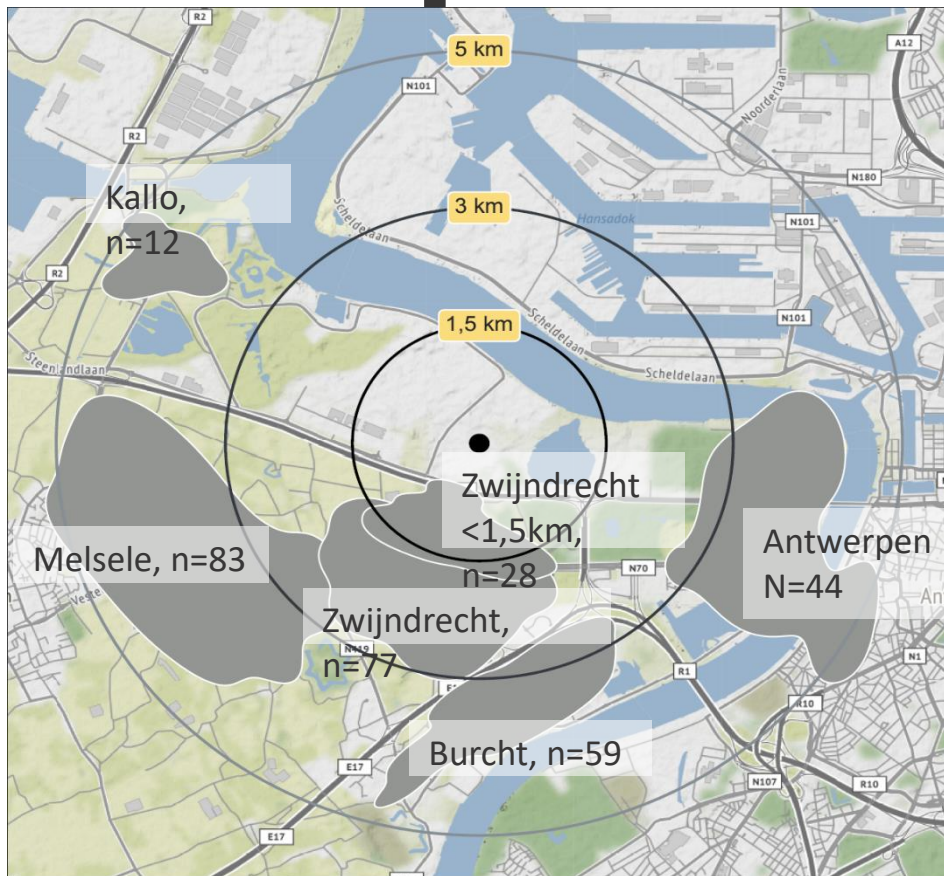 R2
5 km
A12
N101
Noorderlaan
R2
N180
Kallo,
n=12
3 km
Scheldelaan
Hansadok
N101
R2
1,5 km
Scheldelaan
N101
Steenlandlaan
Scheldelaan
Zwijndrecht
<1,5km,
n=28
Melsele, n=83
Antwerpen
N=44
N70
Zwijndrecht,
n=77
N419
N1
R1
R10
Burcht, n=59
E17
N107
R10
E17